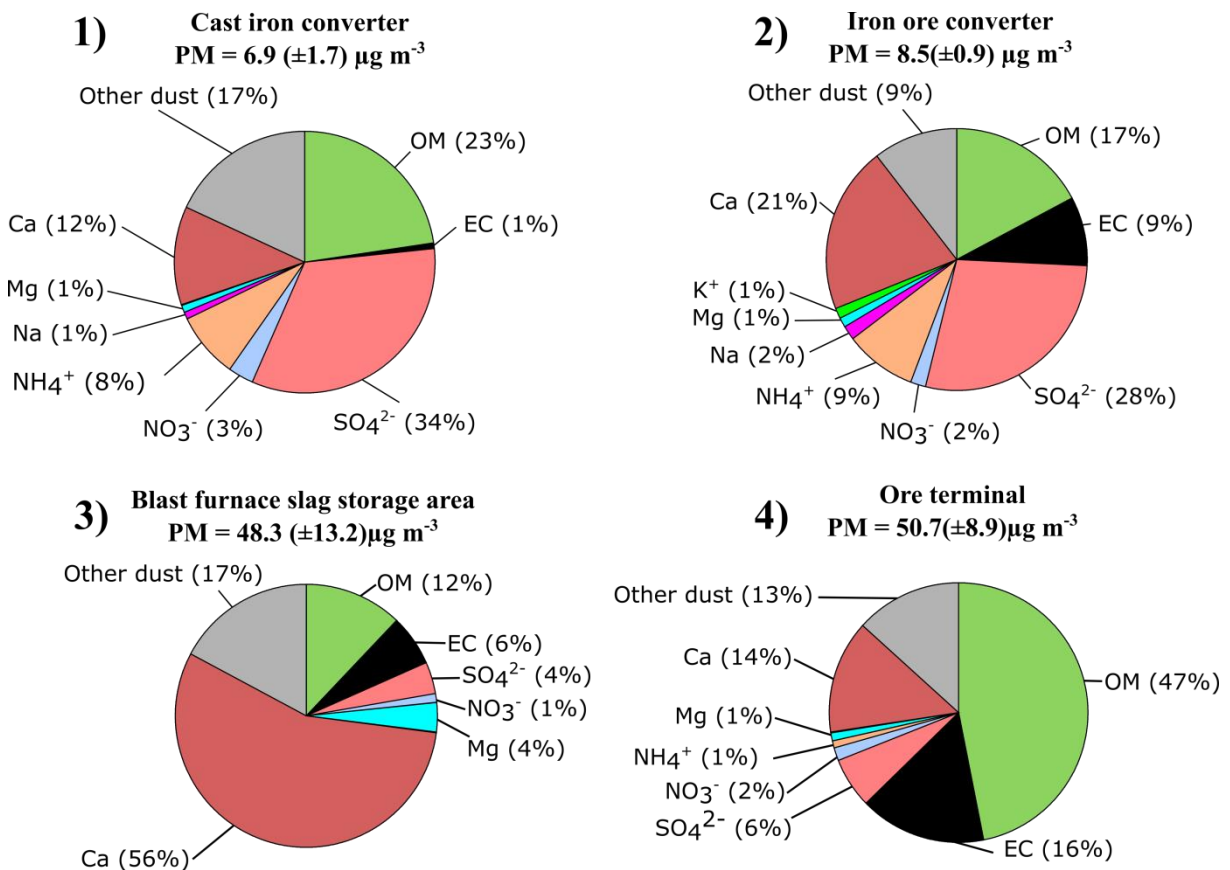 1) Cast iron converter
PM = 6.9 (±1.7) µg m⁻³
Other dust (17%)
OM (23%)
EC (1%)
Ca (12%)
Mg (1%)
Na (1%)
NH₄⁺ (8%)
NO₃⁻ (3%)
SO₄²⁻ (34%)
2) Iron ore converter
PM = 8.5(±0.9) µg m⁻³
Other dust (9%)
OM (17%)
Ca (21%)
EC (9%)
K⁺ (1%)
Mg (1%)
Na (2%)
NH₄⁺ (9%)
NO₃⁻ (2%)
SO₄²⁻ (28%)
3) Blast furnace slag storage area
PM = 48.3 (±13.2)µg m⁻³
Other dust (17%)
OM (12%)
EC (6%)
SO₄²⁻ (4%)
NO₃⁻ (1%)
Mg (4%)
Ca (56%)
4) Ore terminal
PM = 50.7(±8.9)µg m⁻³
Other dust (13%)
Ca (14%)
OM (47%)
Mg (1%)
NH₄⁺ (1%)
NO₃⁻ (2%)
SO₄²⁻ (6%)
EC (16%)